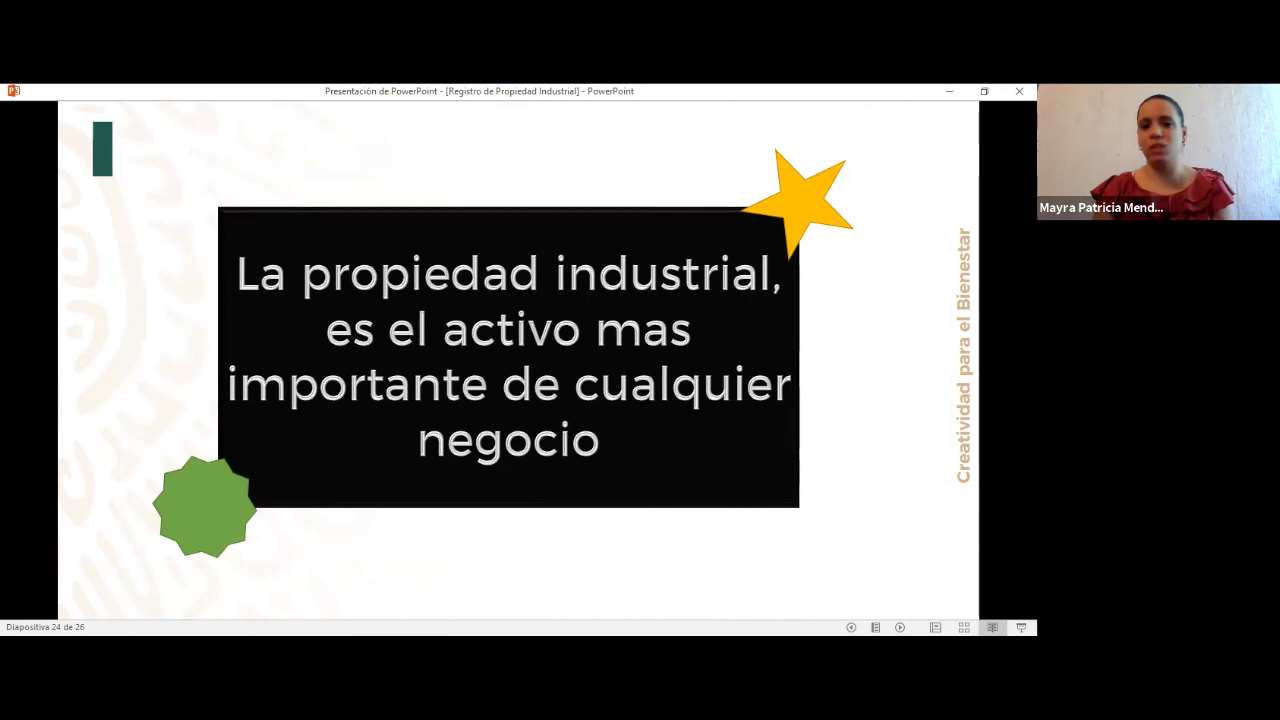 Presentación de PowerPoint - [Registro de Propiedad Industrial] - PowerPoint
Mayra Patricia Mend...
La propiedad industrial,
es el activo mas
importante de cualquier
negocio
Creatividad para el Bienestar
Diapositiva 24 de 26